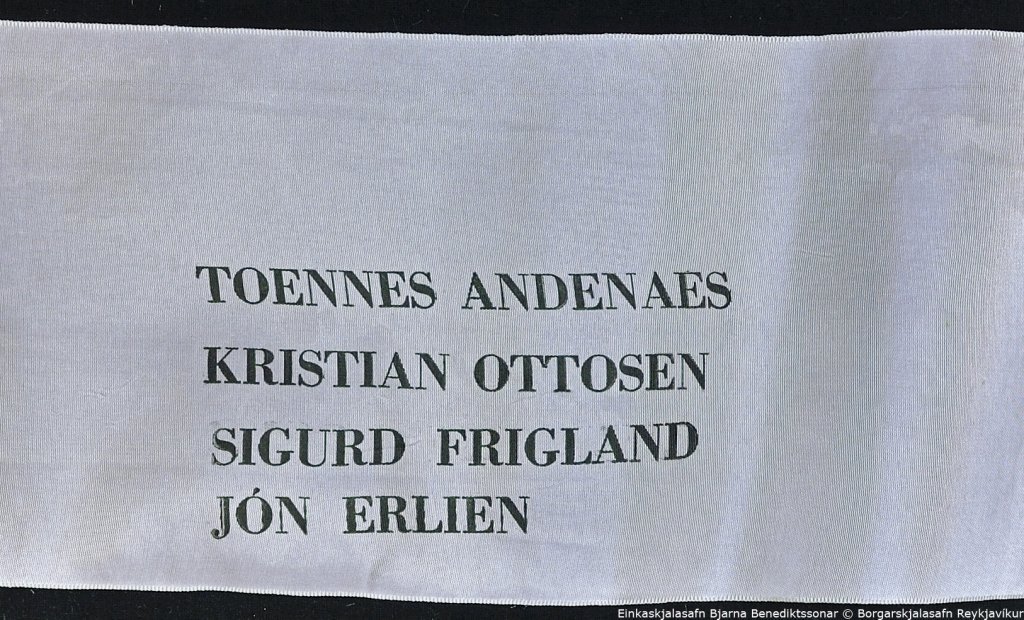 TOENNES ANDENAES
KRISTIAN OTTOSEN
SIGURD FRIGLAND
JÓN ERLIEN
Einkaskjalasafn Bjarna Benediktssonar © Borgarskjalasafn Reykjavíkur